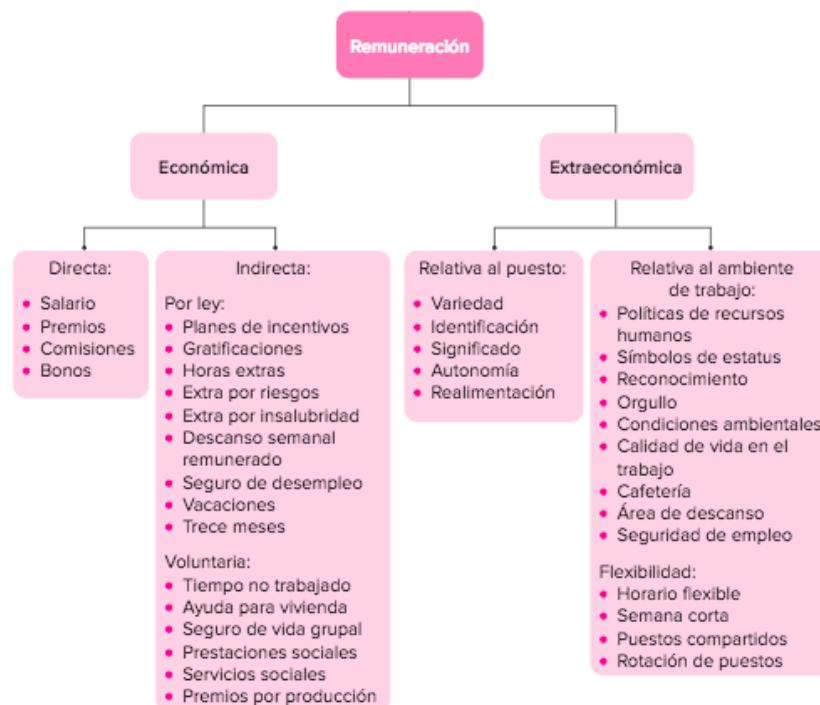 Remuneración
Económica
Extraeconómica
Directa:
Salario
Premios
Comisiones
Bonos
Indirecta:
Por ley:
Planes de incentivos
Gratificaciones
Horas extras
Extra por riesgos
Extra por insalubridad
Descanso semanal
remunerado
Seguro de desempleo
Vacaciones
Trece meses
Voluntaria:
Tiempo no trabajado
Ayuda para vivienda
Seguro de vida grupal
Prestaciones sociales
Servicios sociales
Premios por producción
Relativa al puesto:
Variedad
Identificación
Significado
Autonomía
Realimentación
Relativa al ambiente
de trabajo:
Políticas de recursos
humanos
Símbolos de estatus
Reconocimiento
Orgullo
Condiciones ambientales
Calidad de vida en el
trabajo
Cafetería
Área de descanso
Seguridad de empleo
Flexibilidad:
Horario flexible
Semana corta
Puestos compartidos
Rotación de puestos